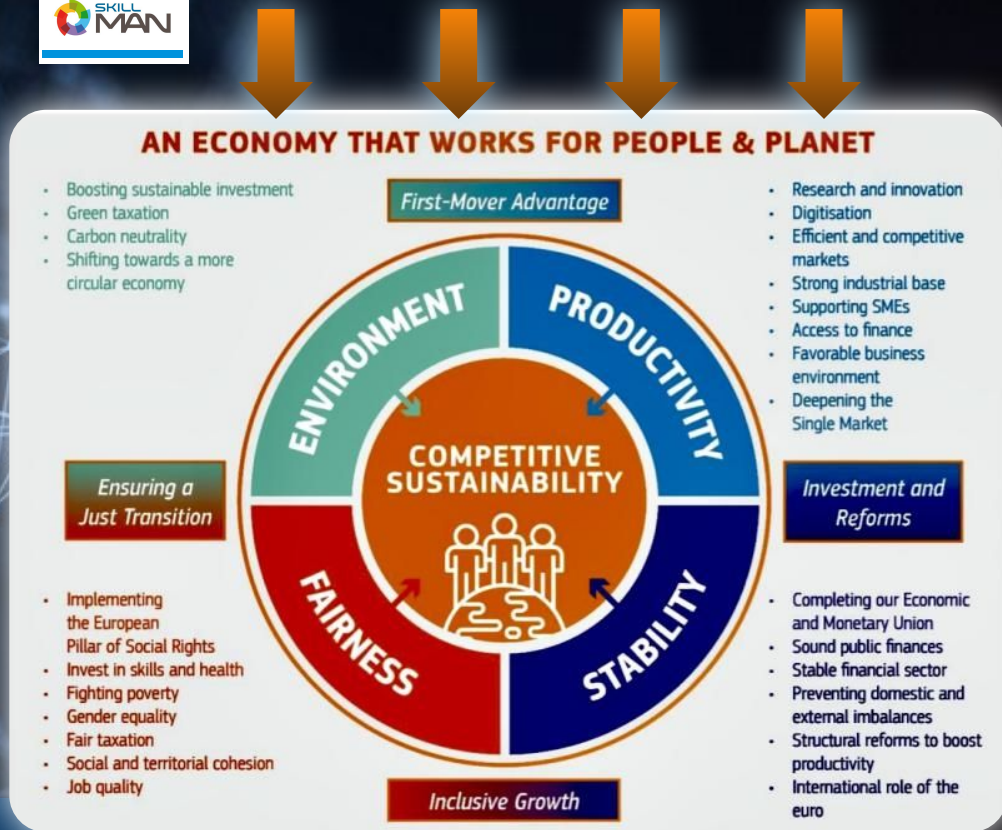 SKILL
MAN
AN ECONOMY THAT WORKS FOR PEOPLE & PLANET
• Boosting sustainable investment
• Green taxation
• Carbon neutrality
• Shifting towards a more
circular economy
First-Mover Advantage
• Research and innovation
• Digitisation
• Efficient and competitive
markets
• Strong industrial base
• Supporting SMEs
• Access to finance
• Favorable business
environment
• Deepening the
Single Market
ENVIRONMENT
PRODUCTIVITY
COMPETITIVE
SUSTAINABILITY
Ensuring a
Just Transition
Investment and
Reforms
FAIRNESS
STABILITY
• Implementing
the European
Pillar of Social Rights
• Invest in skills and health
• Fighting poverty
• Gender equality
• Fair taxation
• Social and territorial cohesion
• Job quality
• Completing our Economic
and Monetary Union
• Sound public finances
• Stable financial sector
• Preventing domestic and
external imbalances
• Structural reforms to boost
productivity
• International role of the
euro
Inclusive Growth